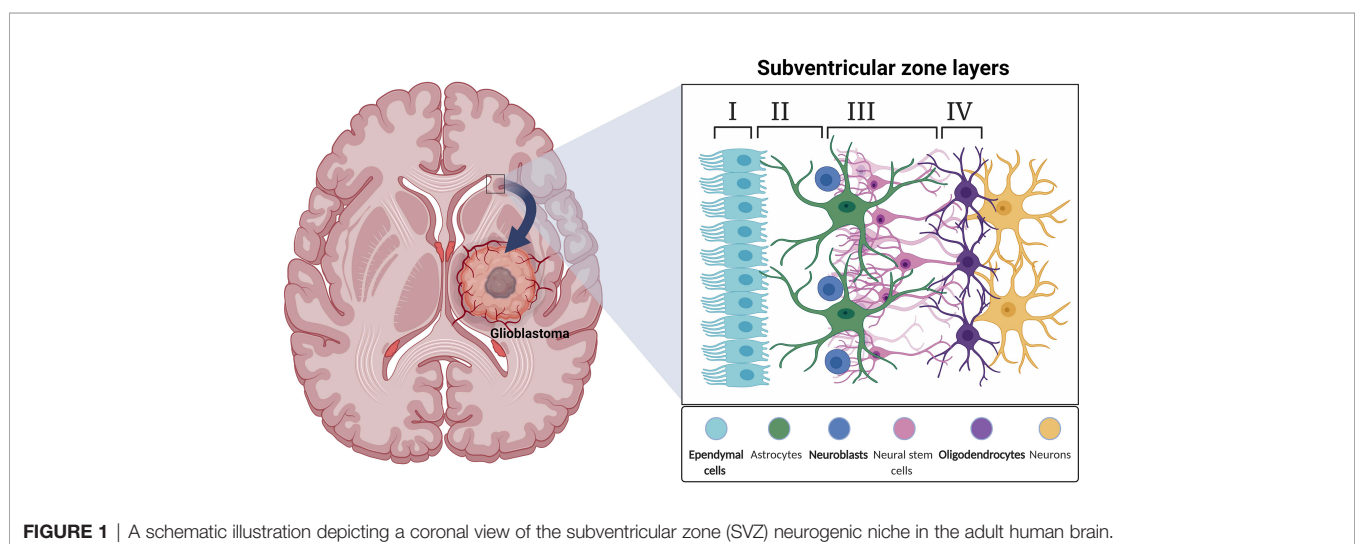 Subventricular zone layers
I II III IV
Glioblastoma
Ependymal cells
Astrocytes
Neuroblasts
Neural stem cells
Oligodendrocytes
Neurons
FIGURE 1 | A schematic illustration depicting a coronal view of the subventricular zone (SVZ) neurogenic niche in the adult human brain.